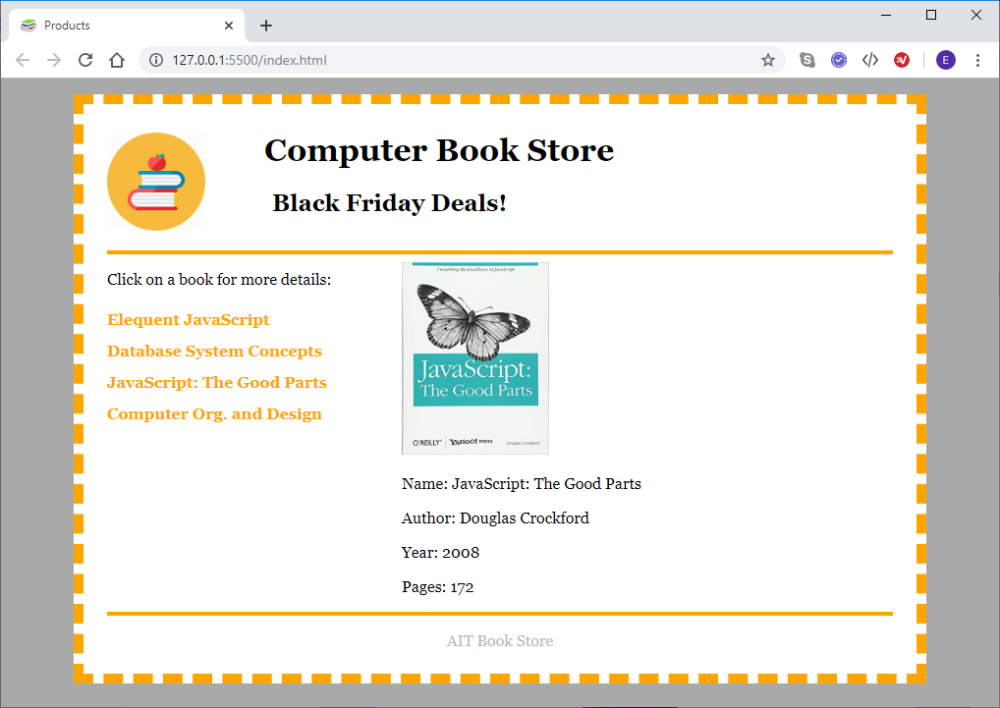 Products
127.0.0.1:5500/index.html
E
Computer Book Store
Black Friday Deals!
Click on a book for more details:
Elequent JavaScript
Database System Concepts
JavaScript: The Good Parts
Computer Org. and Design
Unearthing the Excellence in JavaScript
JavaScript:
The Good Parts
O'REILLY® YAHOO! PRESS Douglas Crockford
Name: JavaScript: The Good Parts
Author: Douglas Crockford
Year: 2008
Pages: 172
AIT Book Store